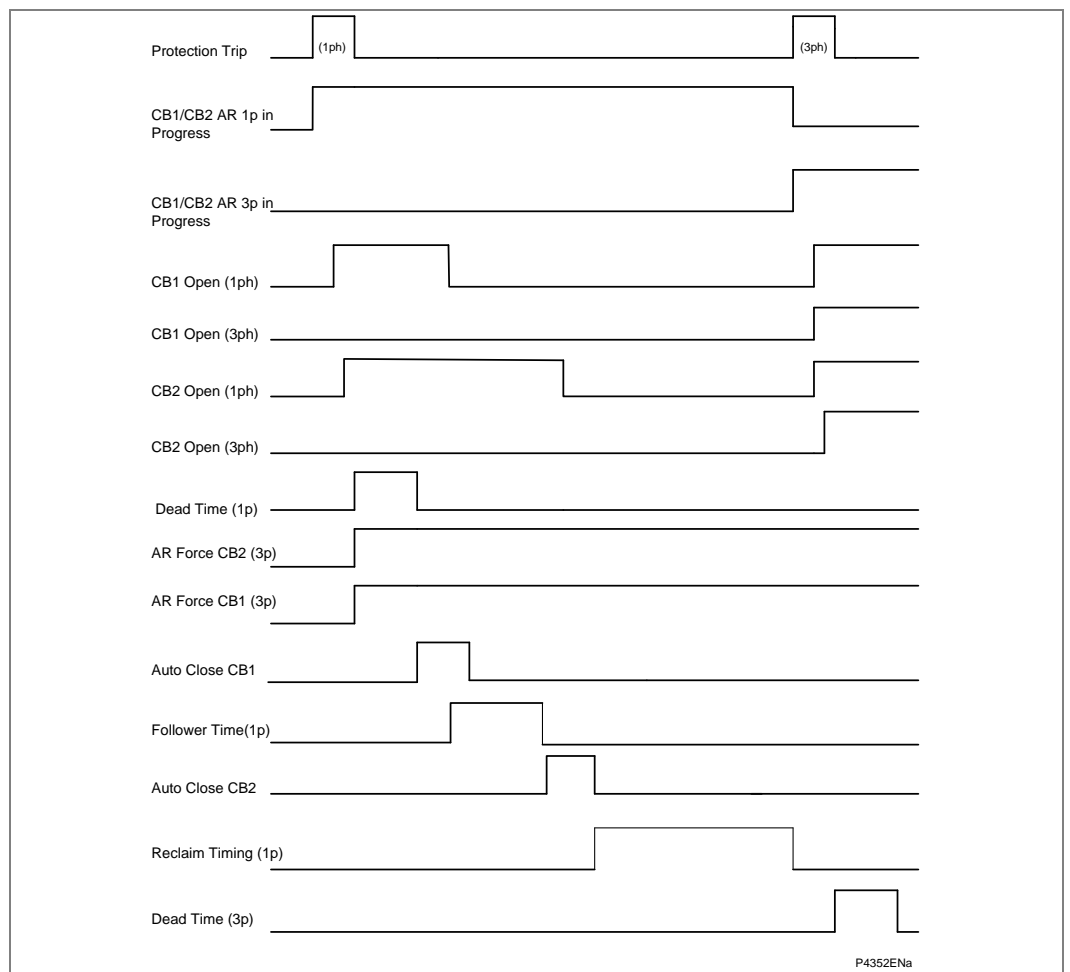 Protection Trip
(1ph)
(3ph)
CB1/CB2 AR 1p in
Progress
CB1/CB2 AR 3p in
Progress
CB1 Open (1ph)
CB1 Open (3ph)
CB2 Open (1ph)
CB2 Open (3ph)
Dead Time (1p)
AR Force CB2 (3p)
AR Force CB1 (3p)
Auto Close CB1
Follower Time(1p)
Auto Close CB2
Reclaim Timing (1p)
Dead Time (3p)
P4352ENa